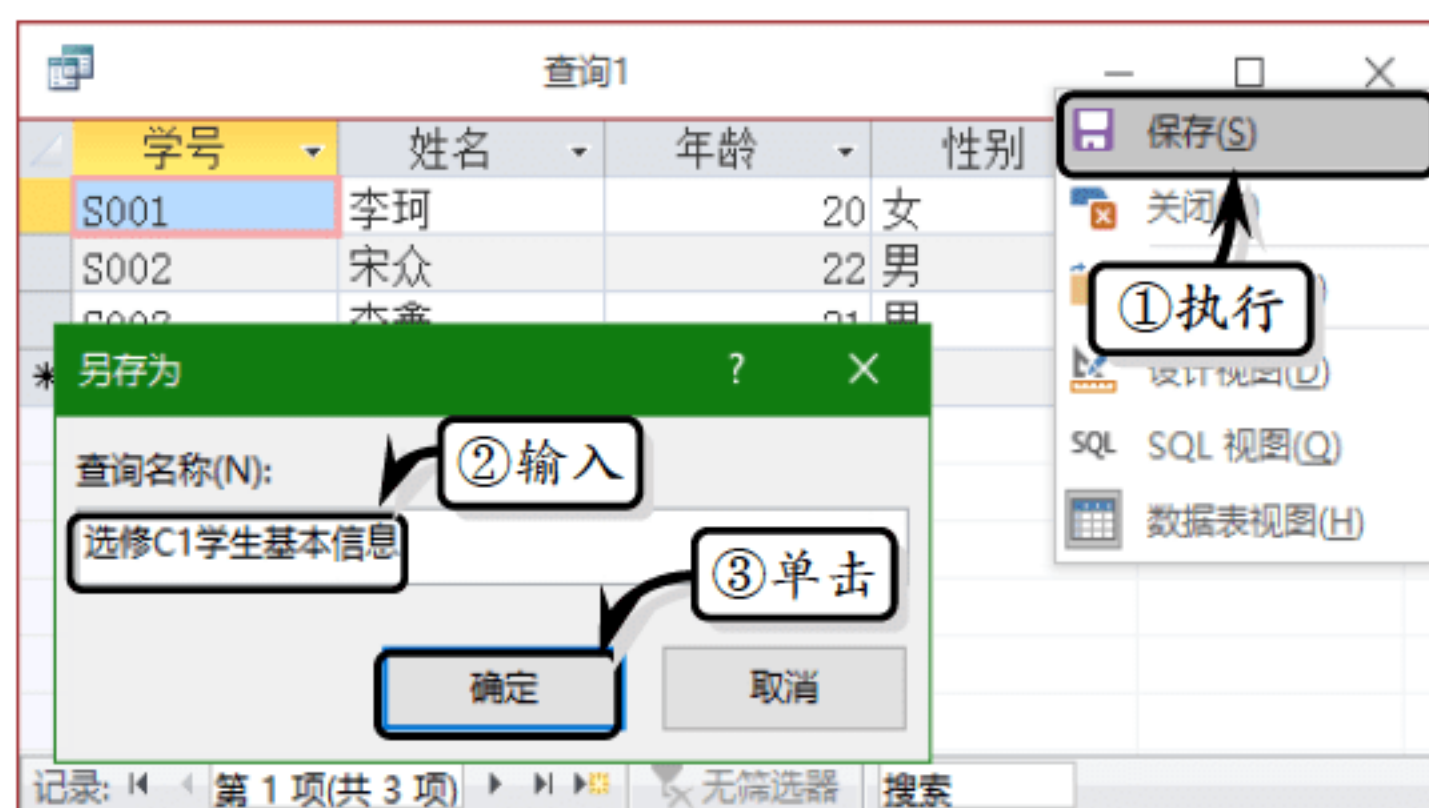 查询1
学号 姓名 年龄 性别
保存(S)
S001 李珂 20 女
关闭
S002 宋众 22 男
①执行
另存为 ?
设计视图(D)
②输入
查询名称(N):
SQL SQL 视图(Q)
选修C1学生基本信息
数据表视图(H)
③单击
确定 取消
记录: 第 1 项(共 3 项) 无筛选器 搜索